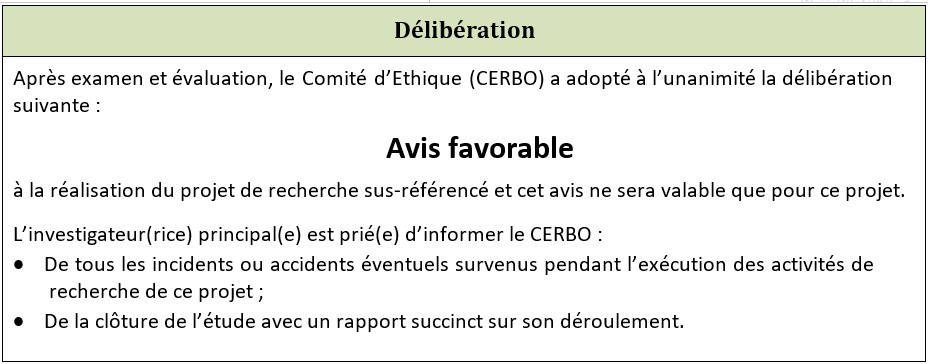 Délibération
Après examen et évaluation, le Comité d’Ethique (CERBO) a adopté à l’unanimité la délibération
suivante :
Avis favorable
à la réalisation du projet de recherche sus-référencé et cet avis ne sera valable que pour ce projet.
L’investigateur(rice) principal(e) est prié(e) d’informer le CERBO :
• De tous les incidents ou accidents éventuels survenus pendant l’exécution des activités de
recherche de ce projet ;
• De la clôture de l’étude avec un rapport succinct sur son déroulement.